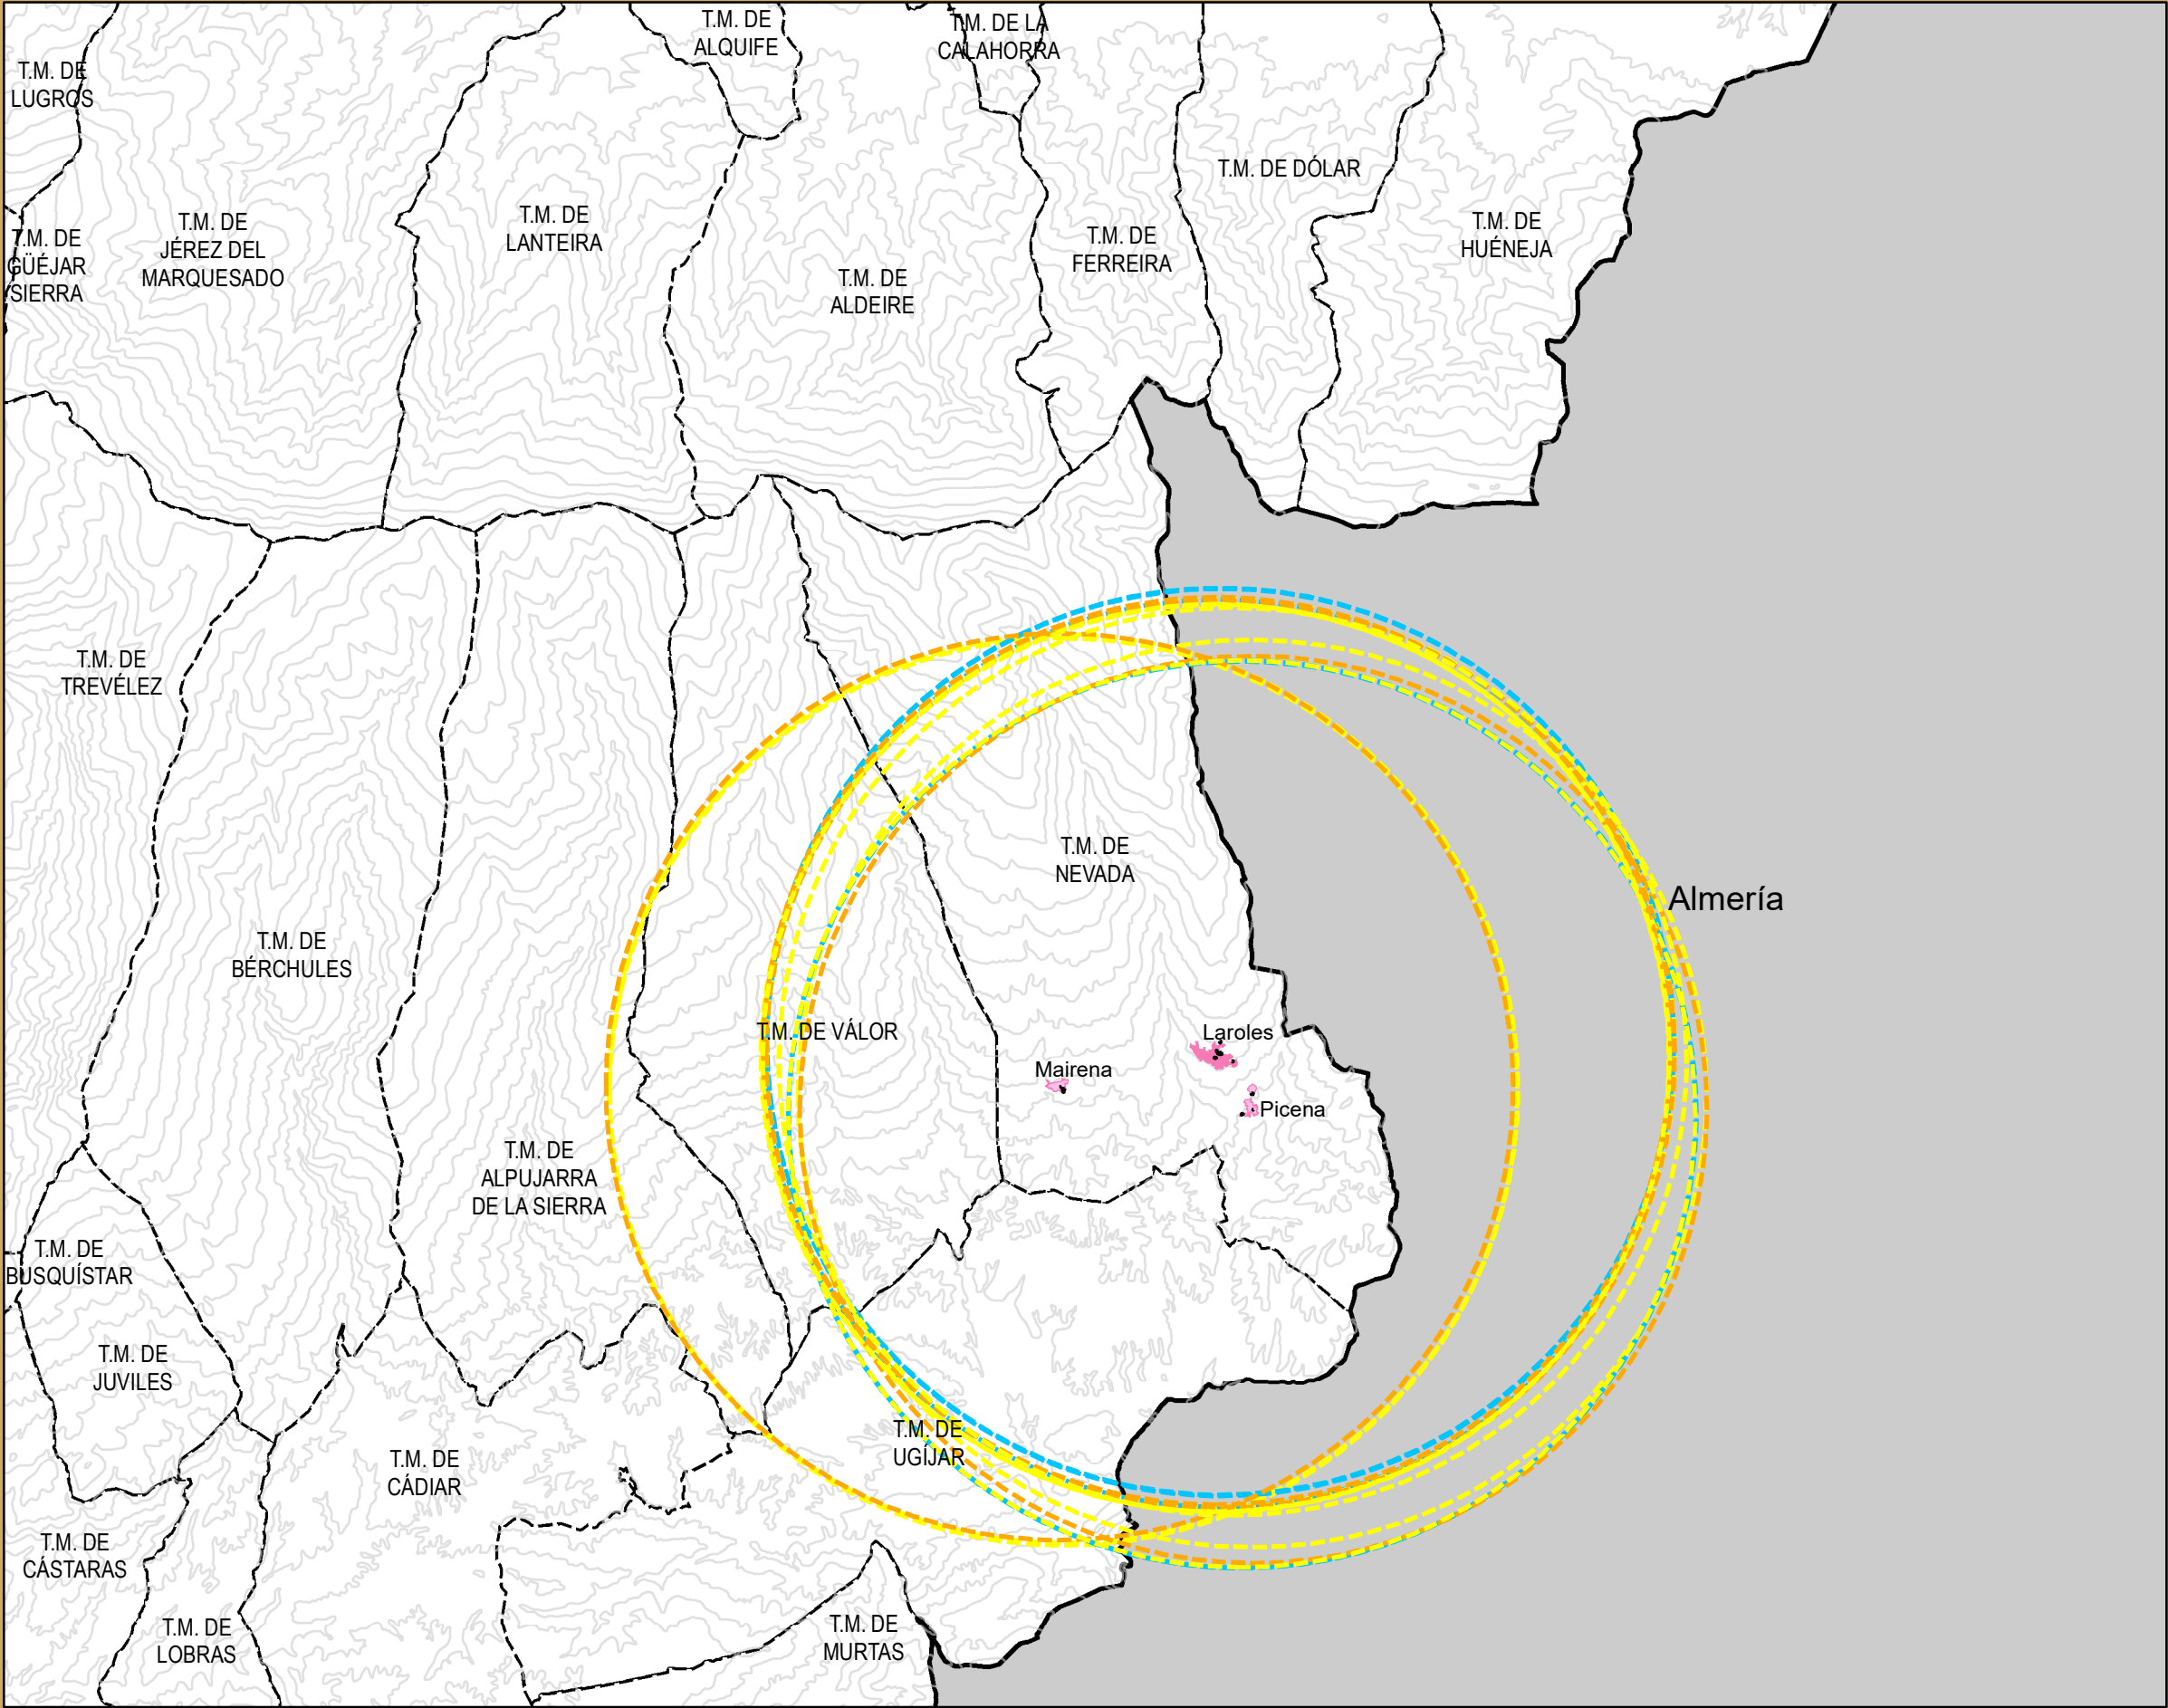 T.M. DE
ALQUIFE
T.M. DE LA
CALAHORRA
T.M. DE
LUGROS
T.M. DE DÓLAR
T.M. DE
GÜÉJAR
SIERRA
T.M. DE
JÉREZ DEL
MARQUESADO
T.M. DE
LANTEIRA
T.M. DE
ALDEIRE
T.M. DE
FERREIRA
T.M. DE
HUÉNEJA
T.M. DE
TREVÉLEZ
T.M. DE
NEVADA
Almería
T.M. DE
BÉRCHULES
T.M. DE VÁLOR
Laroles
Mairena
Picena
T.M. DE
ALPUJARRA
DE LA SIERRA
T.M. DE
BUSQUÍSTAR
T.M. DE
JUVILES
T.M. DE
CÁDIAR
T.M. DE
UGÍJAR
T.M. DE
CÁSTARAS
T.M. DE
LOBRAS
T.M. DE
MURTAS